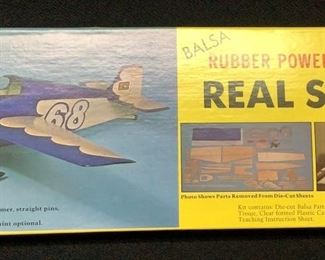 BALSA
RUBBER POWE
REAL S
68
Photo Shows Parts Removed From Die-Cut Sheets
mer, straight pins,
int optional.
Kit contains: Die-cut Balsa Part
Tissue, Clear formed Plastic Ca
Teaching Instruction Sheet.